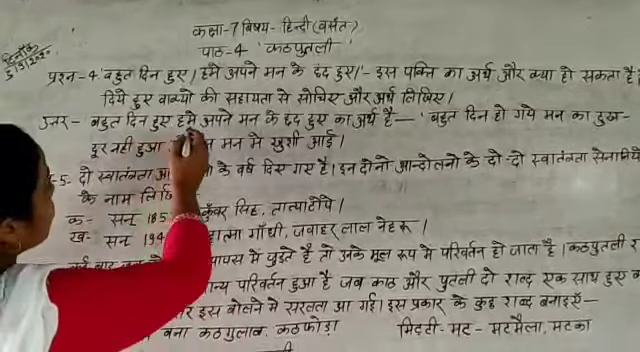 कक्षा-7 विषय- हिन्दी (वसंत)
पाठ-4 'कठपुतली'
दिनाँक
प्रश्न-4 'बहुत दिन हुए / हमें अपने मन के छंद हुए।'- इस पंक्ति का अर्थ और क्या हो सकता है?
दिये हुए वाक्यो की सहायता से सोचिए और अर्थ लिखिए।
उत्तर- बहुत दिन हुए हमें अपने मन के छंद हुए का अर्थ है— 'बहुत दिन हो गये मन का दुख-
दूर नही हुआ मन मे खुशी आई।
-5- दो स्वातंत्रता के वर्ष दिए गए है। इन दोनो आन्दोलनो के दो-दो स्वातंत्रता सेनानियो
के नाम
क- सन् 185 कुँवर सिंह, तात्याटोपे।
ख- सन् 194 गाँधी, जवाहर लाल नेहरू।
बार जुड़ते है तो उनके मूल रूप मे परिवर्तन हो जाता है। कठपुतली
परिवर्तन हुआ है जब काठ और पुतली दो शब्द एक साथ हुए
इस बोलने मे सरलता आ गई। इस प्रकार के कुछ शब्द बनाइएँ—
बना कठगुलाब, कठफोड़ा मिट्टी-मट- मटमैला, मटका